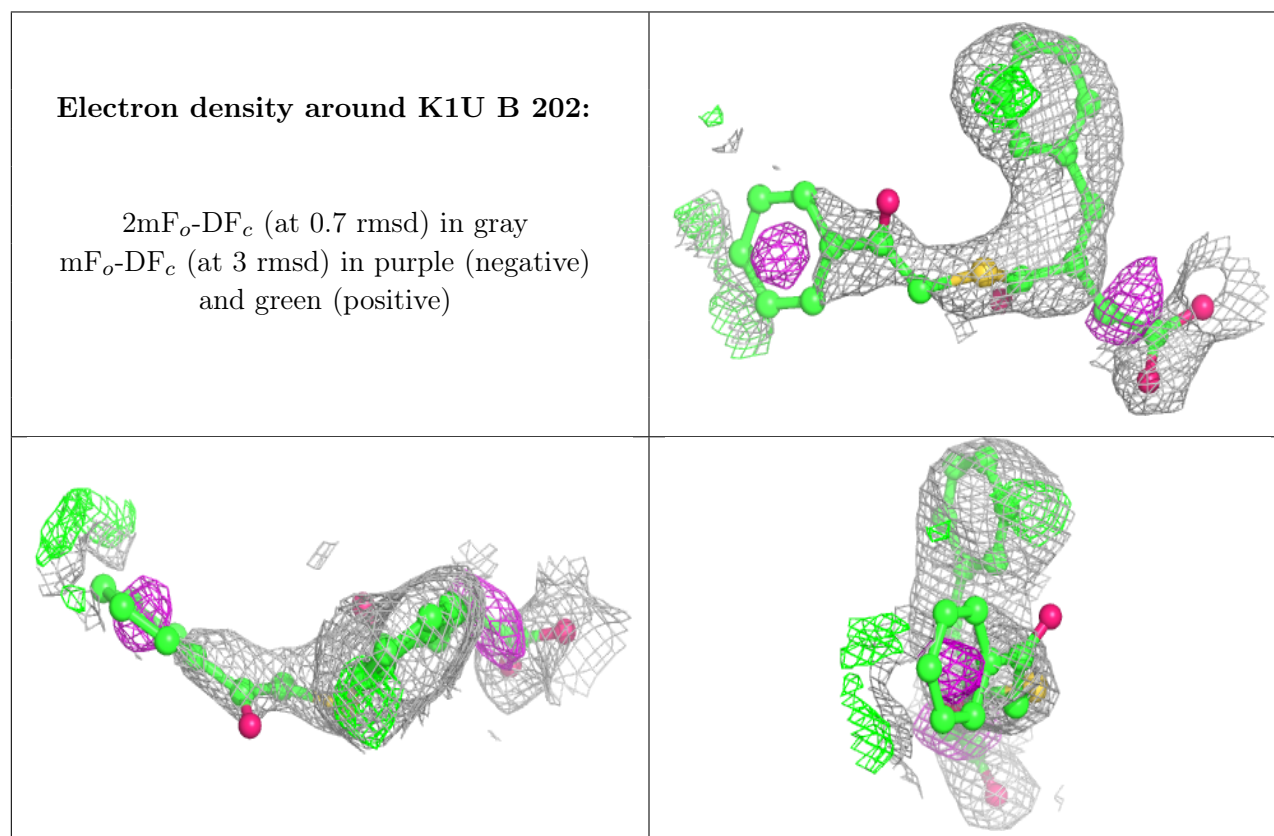 Electron density around K1U B 202:
2mFₒ-DF𝒸 (at 0.7 rmsd) in gray
mFₒ-DF𝒸 (at 3 rmsd) in purple (negative)
and green (positive)